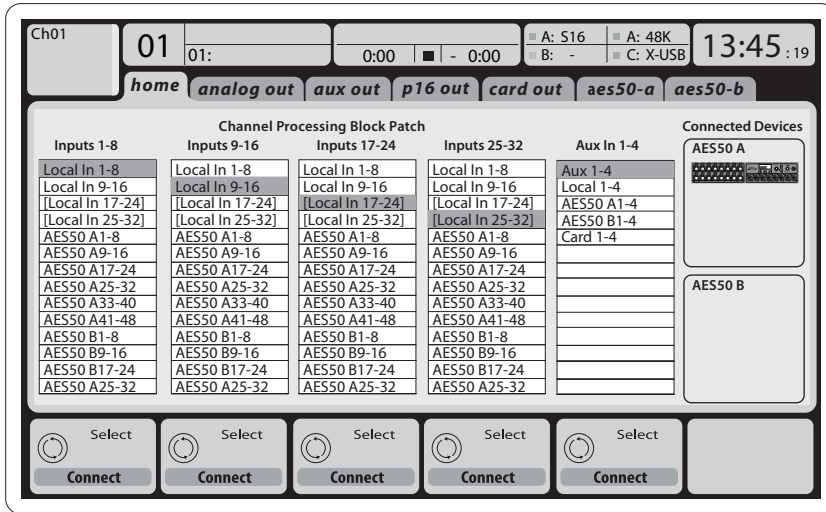 Ch01
01
01:
0:00 - 0:00
A: S16
B: -
A: 48K
C: X-USB
13:45 :19
home
analog out
aux out
p16 out
card out
aes50-a
aes50-b
Channel Processing Block Patch
Connected Devices
Inputs 1-8
Local In 1-8
Local In 9-16
[Local In 17-24]
[Local In 25-32]
AES50 A1-8
AES50 A9-16
AES50 A17-24
AES50 A25-32
AES50 A33-40
AES50 A41-48
AES50 B1-8
AES50 B9-16
AES50 B17-24
AES50 A25-32
Inputs 9-16
Local In 1-8
Local In 9-16
[Local In 17-24]
[Local In 25-32]
AES50 A1-8
AES50 A9-16
AES50 A17-24
AES50 A25-32
AES50 A33-40
AES50 A41-48
AES50 B1-8
AES50 B9-16
AES50 B17-24
AES50 A25-32
Inputs 17-24
Local In 1-8
Local In 9-16
[Local In 17-24]
[Local In 25-32]
AES50 A1-8
AES50 A9-16
AES50 A17-24
AES50 A25-32
AES50 A33-40
AES50 A41-48
AES50 B1-8
AES50 B9-16
AES50 B17-24
AES50 A25-32
Inputs 25-32
Local In 1-8
Local In 9-16
[Local In 17-24]
[Local In 25-32]
AES50 A1-8
AES50 A9-16
AES50 A17-24
AES50 A25-32
AES50 A33-40
AES50 A41-48
AES50 B1-8
AES50 B9-16
AES50 B17-24
AES50 A25-32
Aux In 1-4
Aux 1-4
Local 1-4
AES50 A1-4
AES50 B1-4
Card 1-4
AES50 A
AES50 B
Select
Connect
Select
Connect
Select
Connect
Select
Connect
Select
Connect